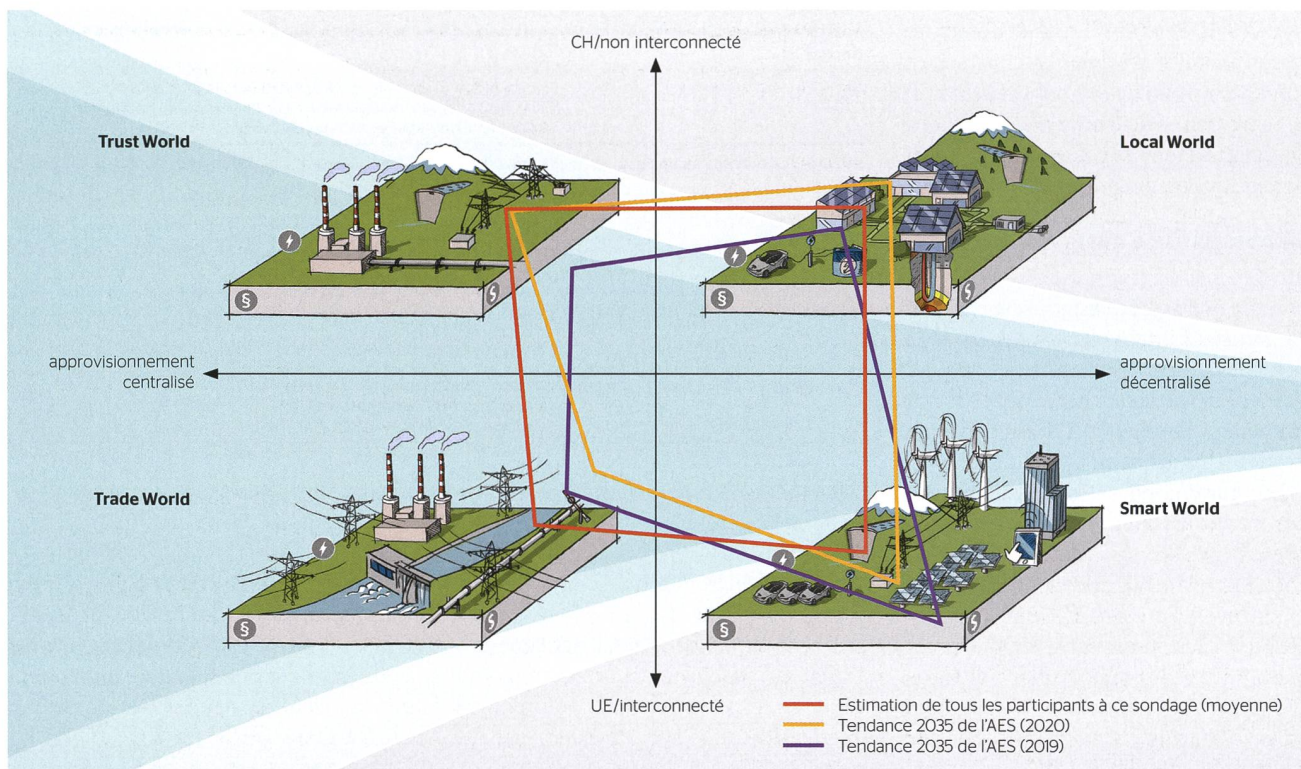 CH/non interconnecté
Trust World
Local World
§
§
approvisionnement
centralisé
approvisionnement
décentralisé
Trade World
Smart World
§
§
UE/interconnecté
Estimation de tous les participants à ce sondage (moyenne)
Tendance 2035 de l'AES (2020)
Tendance 2035 de l'AES (2019)